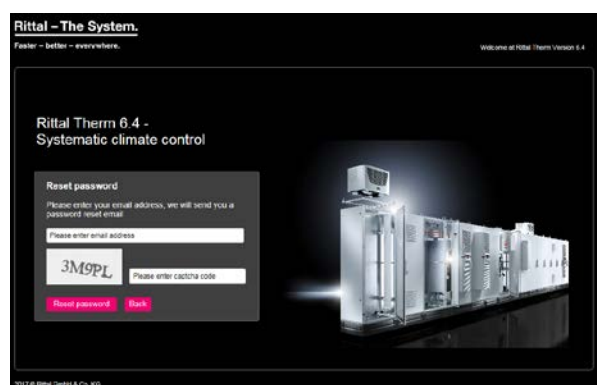 Rittal – The System.
Faster – better – everywhere.
Welcome at Rittal Therm Version 6.4
Rittal Therm 6.4 -
Systematic climate control
Reset password
Please enter your email address, we will send you a
password reset email
Please enter email address
3M9PL
Please enter captcha code
Reset password
Back
2017 © Rittal GmbH & Co. KG